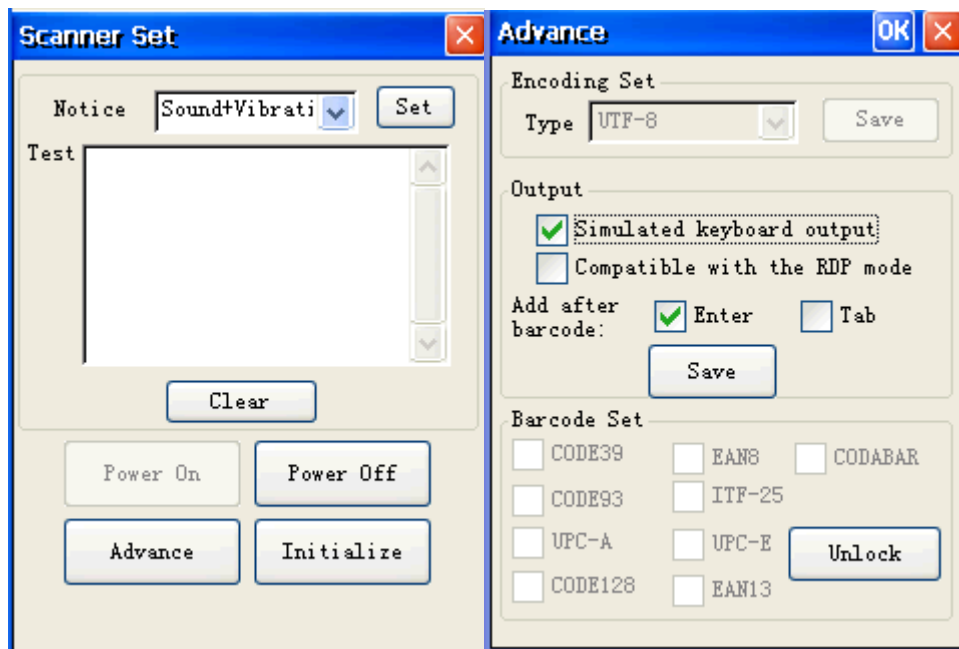 Scanner Set
Notice Sound+Vibrati Set
Test
Clear
Power On Power Off
Advance Initialize
Advance OK
Encoding Set
Type UTF-8 Save
Output
Simulated keyboard output
Compatible with the RDP mode
Add after
barcode: Enter Tab
Save
Barcode Set
CODE39 EAN8 CODABAR
CODE93 ITF-25
UPC-A UPC-E Unlock
CODE128 EAN13